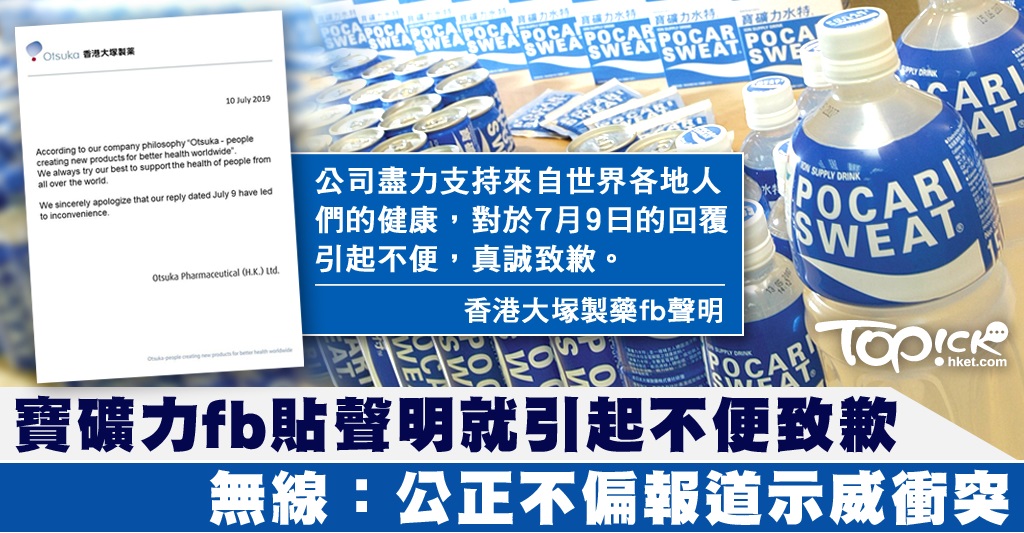 Otsuka 香港大塚製薬
10 July 2019
According to our company philosophy "Otsuka - people
creating new products for better health worldwide".
We always try our best to support the health of people from
all over the world.
We sincerely apologize that our reply dated July 9 have led
to inconvenience.
Otsuka Pharmaceutical (H.K.) Ltd.
Otsuka-people creating new products for better health worldwide
公司盡力支持來自世界各地人
們的健康，對於7月9日的回覆
引起不便，真誠致歉。
香港大塚製藥fb聲明
寶礦力水特
POCARI
SWEAT
ION SUPPLY DRINK
POCARI
SWEAT
TOPick
hket.com
寶礦力fb貼聲明就引起不便致歉
無線：公正不偏報道示威衝突